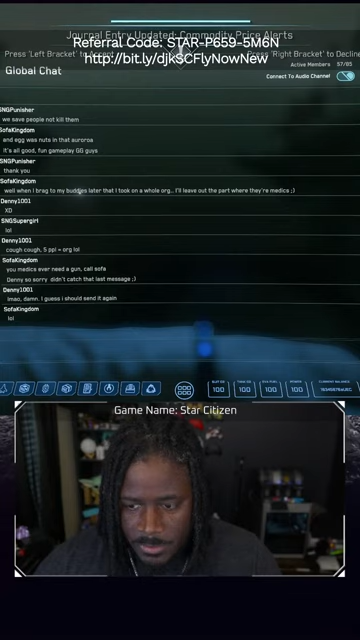 Journal Entry Updated: Commodity Price Alerts
Referral Code: STAR-P659-5M6N
Press 'Left Bracket' to Accept
Press 'Right Bracket' to Decline
http://bit.ly/djkSCFlyNowNew
Global Chat
Active Members 57/85
Connect To Audio Channel
SNGPunisher
we save people not kill them
SofaKingdom
and egg was nuts in that auroroa
it's all good, fun gameplay GG guys
SNGPunisher
thank you
SofaKingdom
well when I brag to my buddies later that I took on a whole org.. I'll leave out the part where they're medics ;)
Denny1001
XD
SNGSupergirl
lol
Denny1001
cough cough, 5 ppl = org lol
SofaKingdom
you medics ever need a gun, call sofa
Denny so sorry didn't catch that last message ;)
Denny1001
lmao, damn. I guess i should send it again
SofaKingdom
lol
100
100
100
100
Game Name: Star Citizen